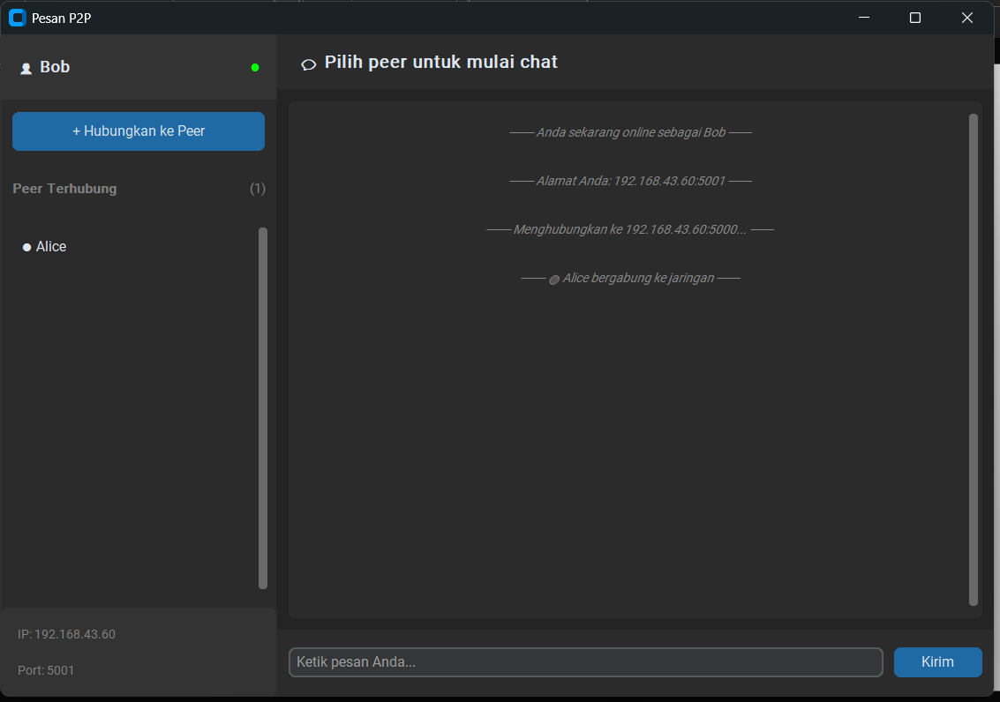 Pesan P2P
Bob
+ Hubungkan ke Peer
Peer Terhubung (1)
Alice
IP: 192.168.43.60
Port: 5001
Pilih peer untuk mulai chat
—— Anda sekarang online sebagai Bob ——
—— Alamat Anda: 192.168.43.60:5001 ——
—— Menghubungkan ke 192.168.43.60:5000... ——
—— Alice bergabung ke jaringan ——
Ketik pesan Anda...
Kirim